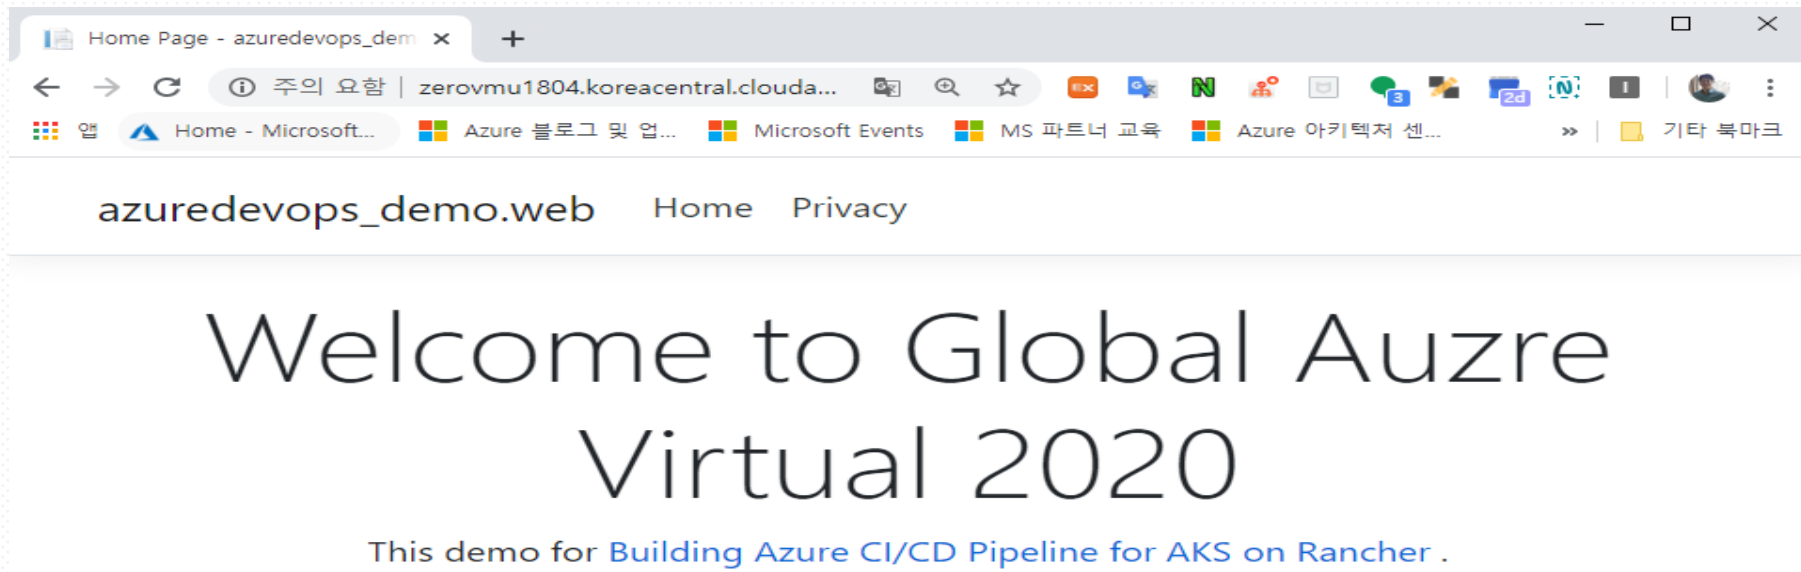 Home Page - azuredevops_dem
주의 요함 | zerovmu1804.koreacentral.clouda...
3
2d
앱 Home - Microsoft... Azure 블로그 및 업... Microsoft Events MS 파트너 교육 Azure 아키텍처 센... » 기타 북마크
azuredevops_demo.web Home Privacy
Welcome to Global Auzre
Virtual 2020
This demo for Building Azure CI/CD Pipeline for AKS on Rancher .